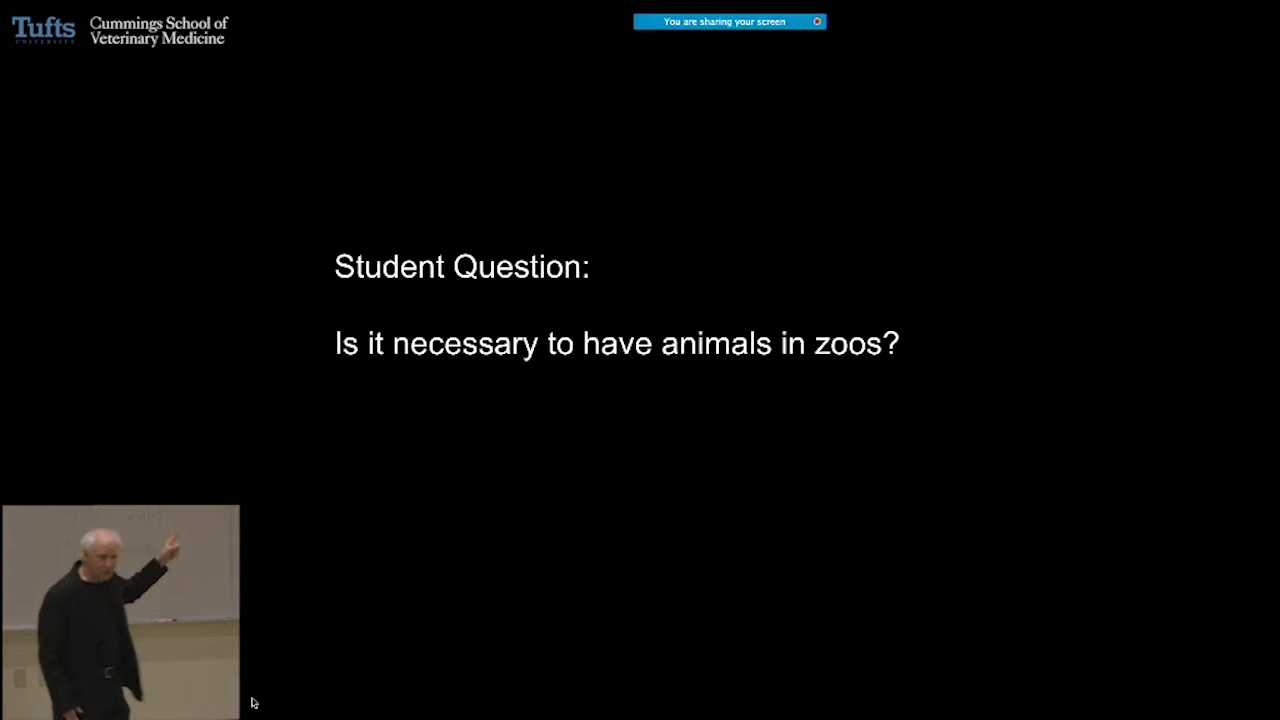 Tufts
UNIVERSITY
Cummings School of
Veterinary Medicine
You are sharing your screen
Student Question:
Is it necessary to have animals in zoos?